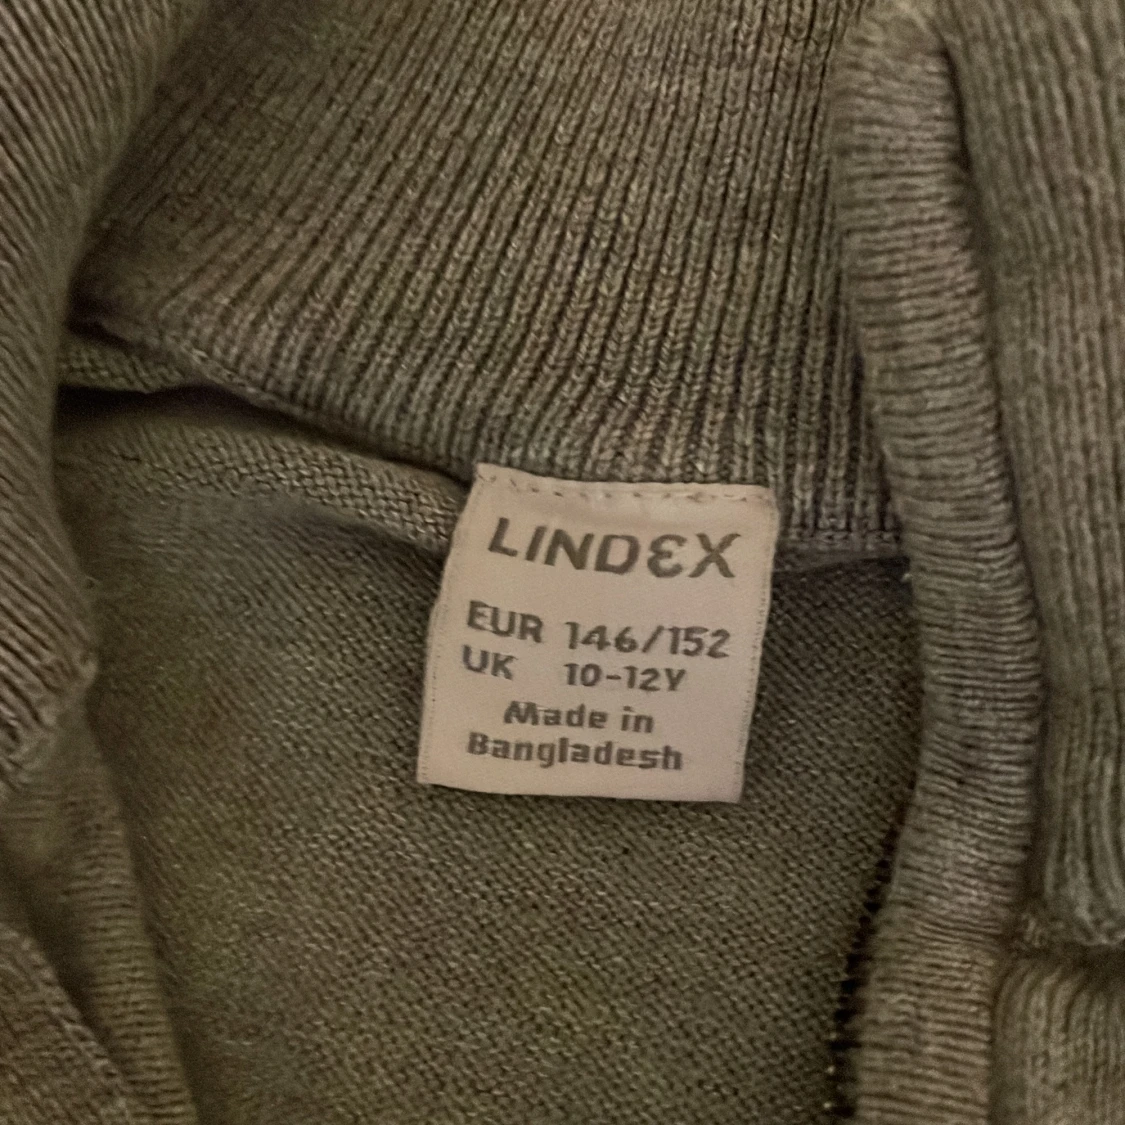 LINDEX
EUR 146/152
UK 10-12Y
Made in
Bangladesh